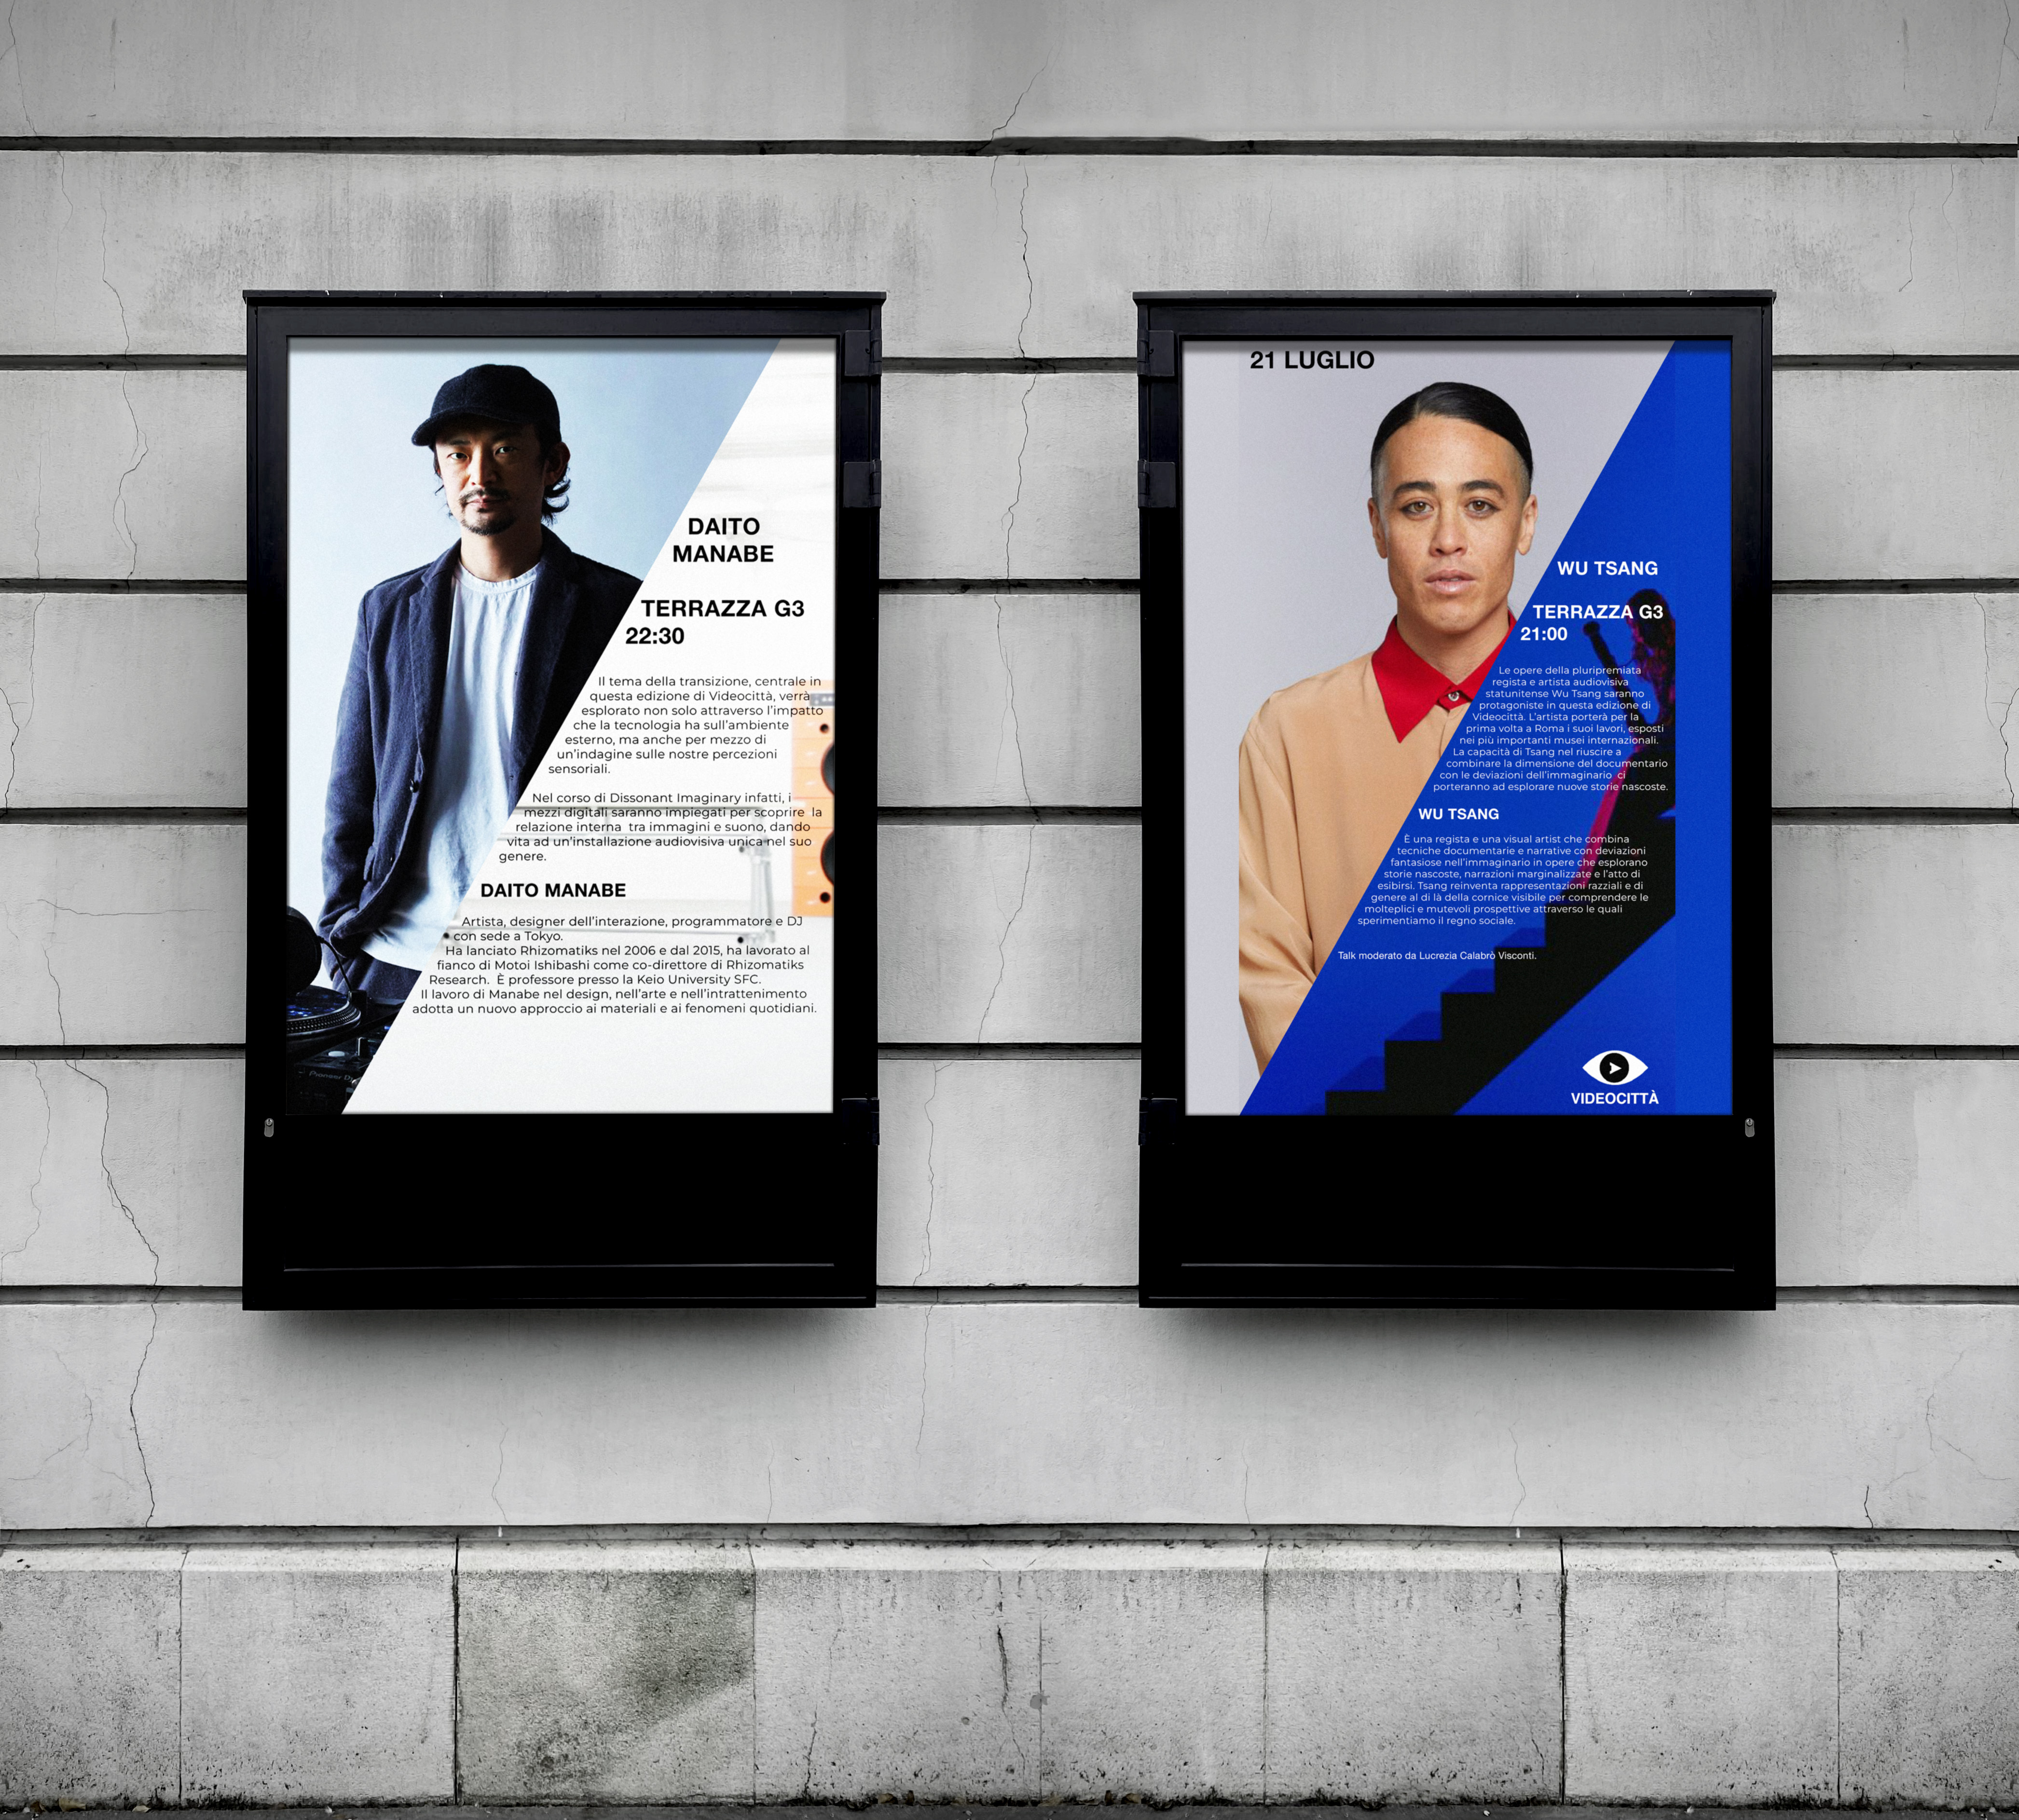 DAITO
MANABE
TERRAZZA G3
22:30
Il tema della transizione, centrale in
questa edizione di Videocittà, verrà
esplorato non solo attraverso l'impatto
che la tecnologia ha sull'ambiente
esterno, ma anche per mezzo di
un'indagine sulle nostre percezioni
sensoriali.
Nel corso di Dissonant Imaginary infatti, i
mezzi digitali saranno impiegati per scoprire la
relazione interna tra immagini e suono, dando
vita ad un'installazione audiovisiva unica nel suo
genere.
DAITO MANABE
Artista, designer dell'interazione, programmatore e DJ
con sede a Tokyo.
Ha lanciato Rhizomatiks nel 2006 e dal 2015, ha lavorato al
fianco di Motoi Ishibashi come co-direttore di Rhizomatiks
Research. È professore presso la Keio University SFC.
Il lavoro di Manabe nel design, nell'arte e nell'intrattenimento
adotta un nuovo approccio ai materiali e ai fenomeni quotidiani.
Pioneer DJ
21 LUGLIO
WU TSANG
TERRAZZA G3
21:00
Le opere della pluripremiata
regista e artista audiovisiva
statunitense Wu Tsang saranno
protagoniste in questa edizione di
Videocittà. L'artista porterà per la
prima volta a Roma i suoi lavori, esposti
nei più importanti musei internazionali.
La capacità di Tsang nel riuscire a
combinare la dimensione del documentario
con le deviazioni dell'immaginario ci
porteranno ad esplorare nuove storie nascoste.
WU TSANG
È una regista e una visual artist che combina
tecniche documentarie e narrative con deviazioni
fantasiose nell'immaginario in opere che esplorano
storie nascoste, narrazioni marginalizzate e l'atto di
esibirsi. Tsang reinventa rappresentazioni razziali e di
genere al di là della cornice visibile per comprendere le
molteplici e mutevoli prospettive attraverso le quali
sperimentiamo il regno sociale.
Talk moderato da Lucrezia Calabrò Visconti.
VIDEOCITTÀ